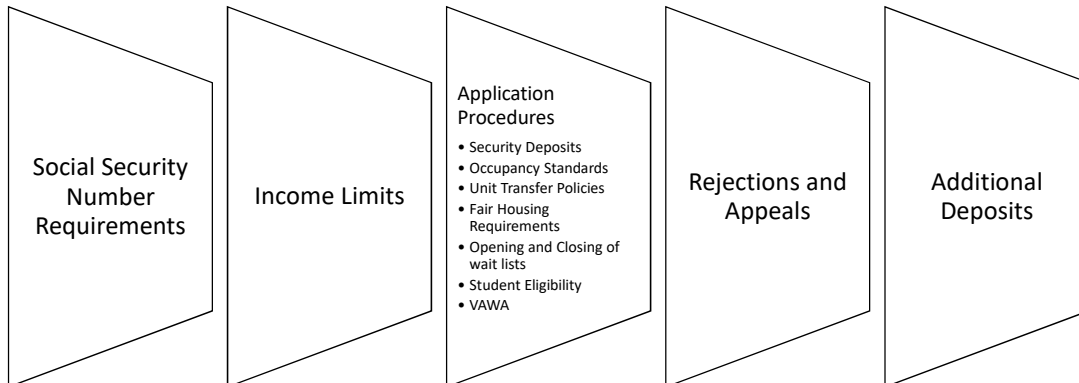 Social Security
Number
Requirements
Income Limits
Application
Procedures
• Security Deposits
• Occupancy Standards
• Unit Transfer Policies
• Fair Housing
Requirements
• Opening and Closing of
wait lists
• Student Eligibility
• VAWA
Rejections and
Appeals
Additional
Deposits